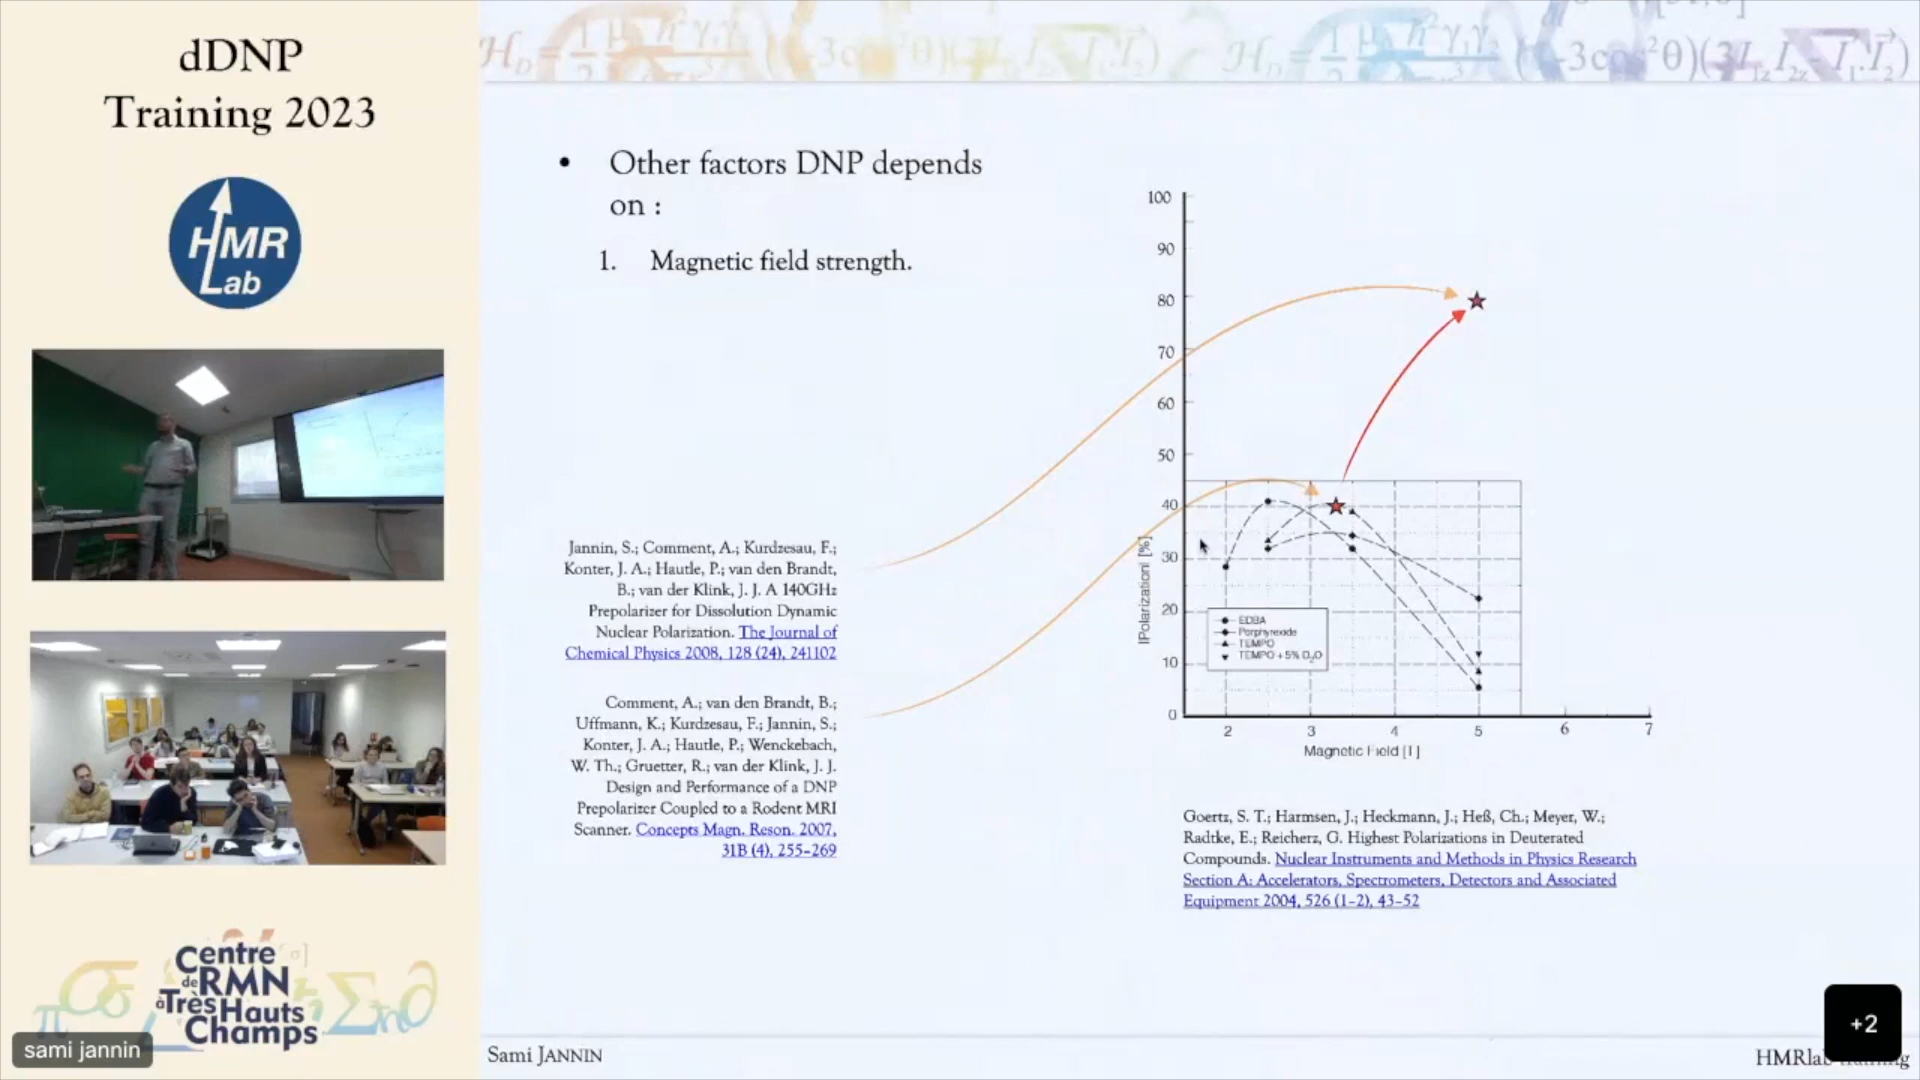 dDNP
Training 2023
HMR
Lab
Centre
de RMN
à Très Hauts
Champs
sami jannin
• Other factors DNP depends
on :
1. Magnetic field strength.
Jannin, S.; Comment, A.; Kurdzesau, F.;
Konter, J. A.; Hautle, P.; van den Brandt,
B.; van der Klink, J. J. A 140GHz
Prepolarizer for Dissolution Dynamic
Nuclear Polarization. The Journal of
Chemical Physics 2008, 128 (24), 241102
Comment, A.; van den Brandt, B.;
Uffmann, K.; Kurdzesau, F.; Jannin, S.;
Konter, J. A.; Hautle, P.; Wenckebach,
W. Th.; Gruetter, R.; van der Klink, J. J.
Design and Performance of a DNP
Prepolarizer Coupled to a Rodent MRI
Scanner. Concepts Magn. Reson. 2007,
31B (4), 255–269
100
90
80
70
60
50
40
30
20
10
0
|Polarization| [%]
EDBA
Porphyrexide
TEMPO
TEMPO + 5% D2O
2 3 4 5 6 7
Magnetic Field [T]
Goertz, S. T.; Harmsen, J.; Heckmann, J.; Heß, Ch.; Meyer, W.;
Radtke, E.; Reicherz, G. Highest Polarizations in Deuterated
Compounds. Nuclear Instruments and Methods in Physics Research
Section A: Accelerators, Spectrometers, Detectors and Associated
Equipment 2004, 526 (1–2), 43–52
+2
Sami JANNIN
HMRlab